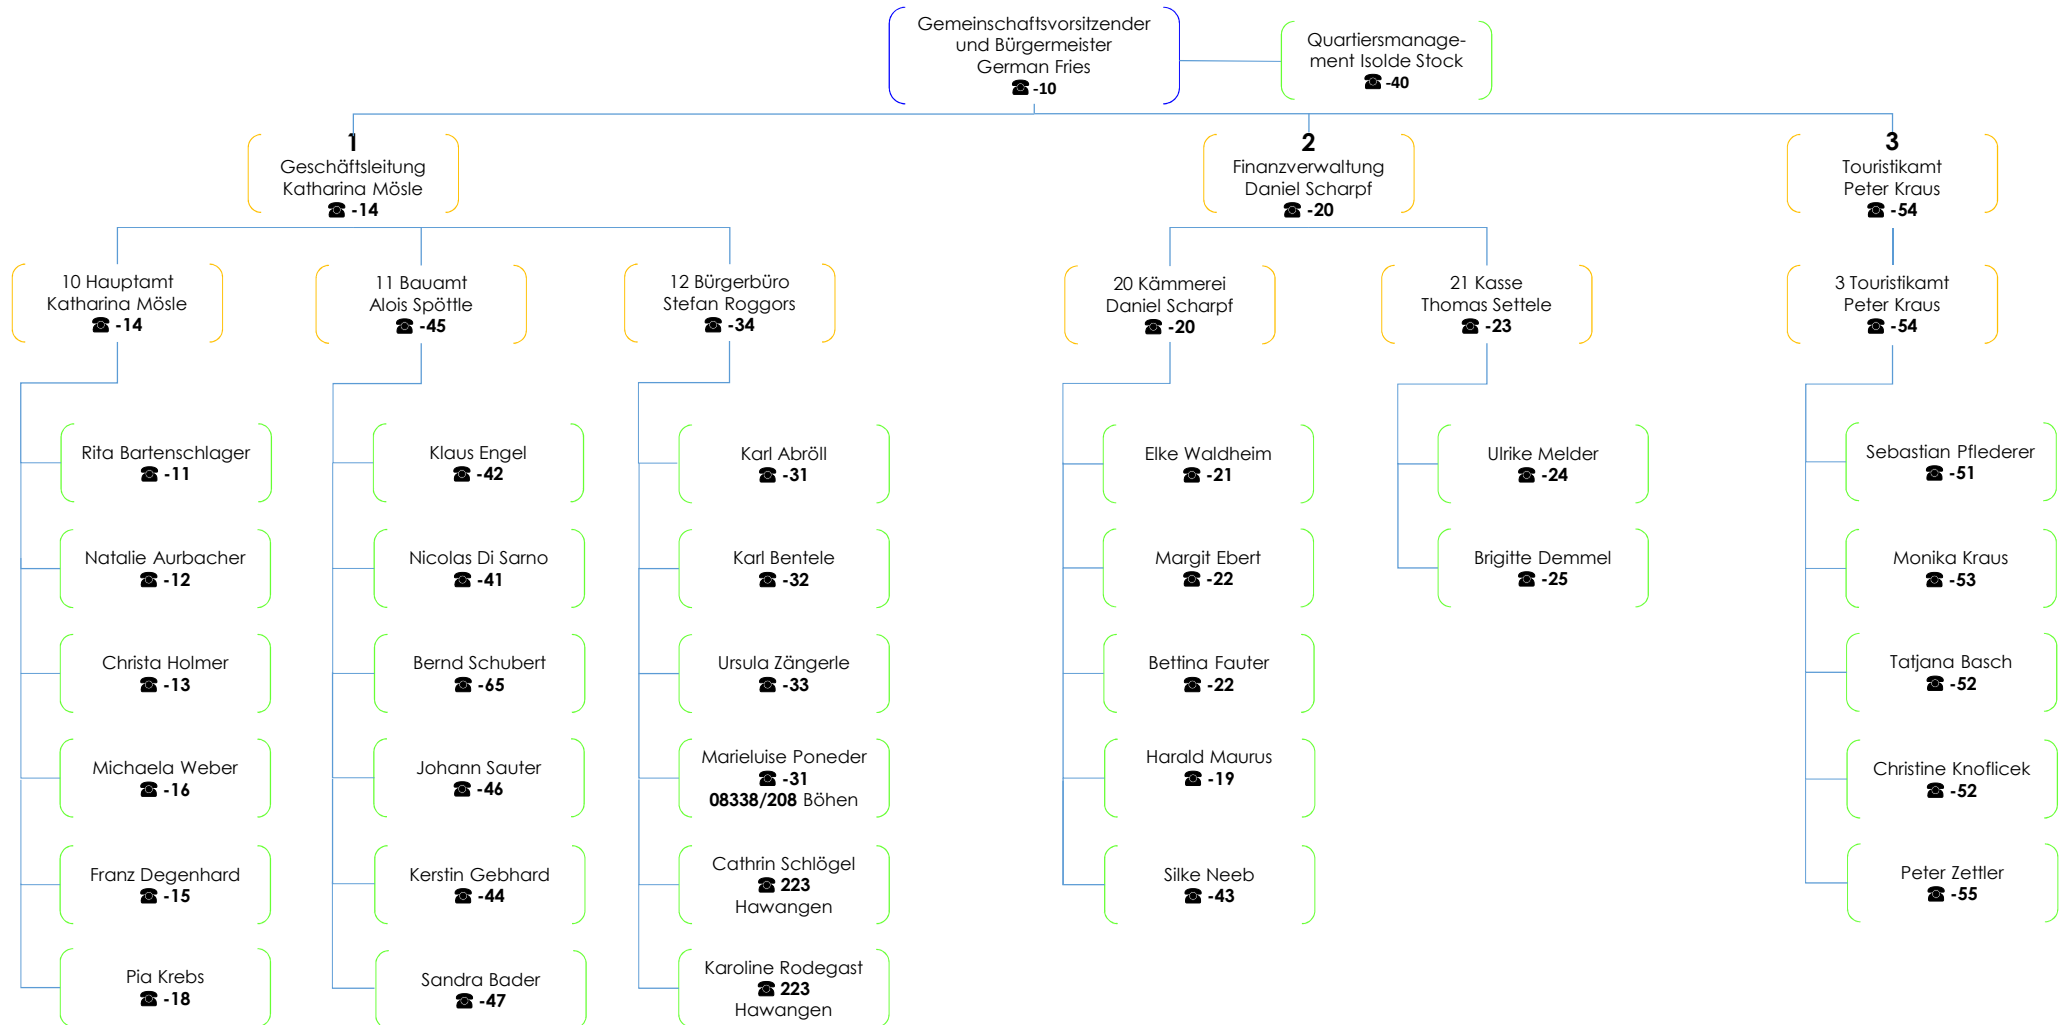 Gemeinschaftsvorsitzender
und Bürgermeister
German Fries
☎ -10
Quartiersmanage-
ment Isolde Stock
☎ -40
1
Geschäftsleitung
Katharina Mösle
☎ -14
2
Finanzverwaltung
Daniel Scharpf
☎ -20
3
Touristikamt
Peter Kraus
☎ -54
10 Hauptamt
Katharina Mösle
☎ -14
11 Bauamt
Alois Spöttle
☎ -45
12 Bürgerbüro
Stefan Roggors
☎ -34
20 Kämmerei
Daniel Scharpf
☎ -20
21 Kasse
Thomas Settele
☎ -23
3 Touristikamt
Peter Kraus
☎ -54
Rita Bartenschlager
☎ -11
Natalie Aurbacher
☎ -12
Christa Holmer
☎ -13
Michaela Weber
☎ -16
Franz Degenhard
☎ -15
Pia Krebs
☎ -18
Klaus Engel
☎ -42
Nicolas Di Sarno
☎ -41
Bernd Schubert
☎ -65
Johann Sauter
☎ -46
Kerstin Gebhard
☎ -44
Sandra Bader
☎ -47
Karl Abröll
☎ -31
Karl Bentele
☎ -32
Ursula Zängerle
☎ -33
Marieluise Poneder
☎ -31
08338/208 Böhen
Cathrin Schlögel
☎ 223
Hawangen
Karoline Rodegast
☎ 223
Hawangen
Elke Waldheim
☎ -21
Margit Ebert
☎ -22
Bettina Fauter
☎ -22
Harald Maurus
☎ -19
Silke Neeb
☎ -43
Ulrike Melder
☎ -24
Brigitte Demmel
☎ -25
Sebastian Pflederer
☎ -51
Monika Kraus
☎ -53
Tatjana Basch
☎ -52
Christine Knoflicek
☎ -52
Peter Zettler
☎ -55